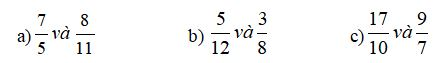 a) 7/5 và 8/11 b) 5/12 và 3/8 c) 17/10 và 9/7